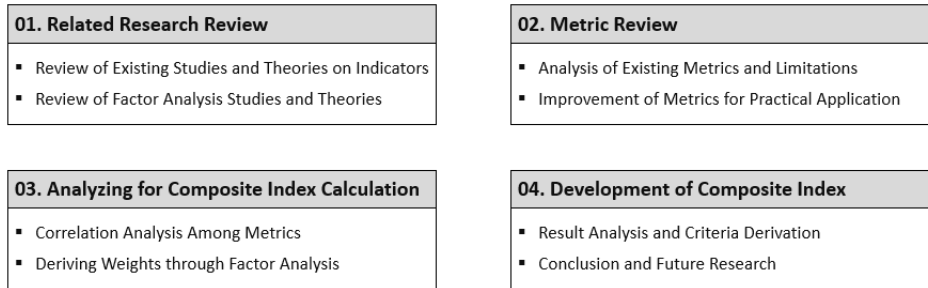 01. Related Research Review
▪ Review of Existing Studies and Theories on Indicators
▪ Review of Factor Analysis Studies and Theories
02. Metric Review
▪ Analysis of Existing Metrics and Limitations
▪ Improvement of Metrics for Practical Application
03. Analyzing for Composite Index Calculation
▪ Correlation Analysis Among Metrics
▪ Deriving Weights through Factor Analysis
04. Development of Composite Index
▪ Result Analysis and Criteria Derivation
▪ Conclusion and Future Research